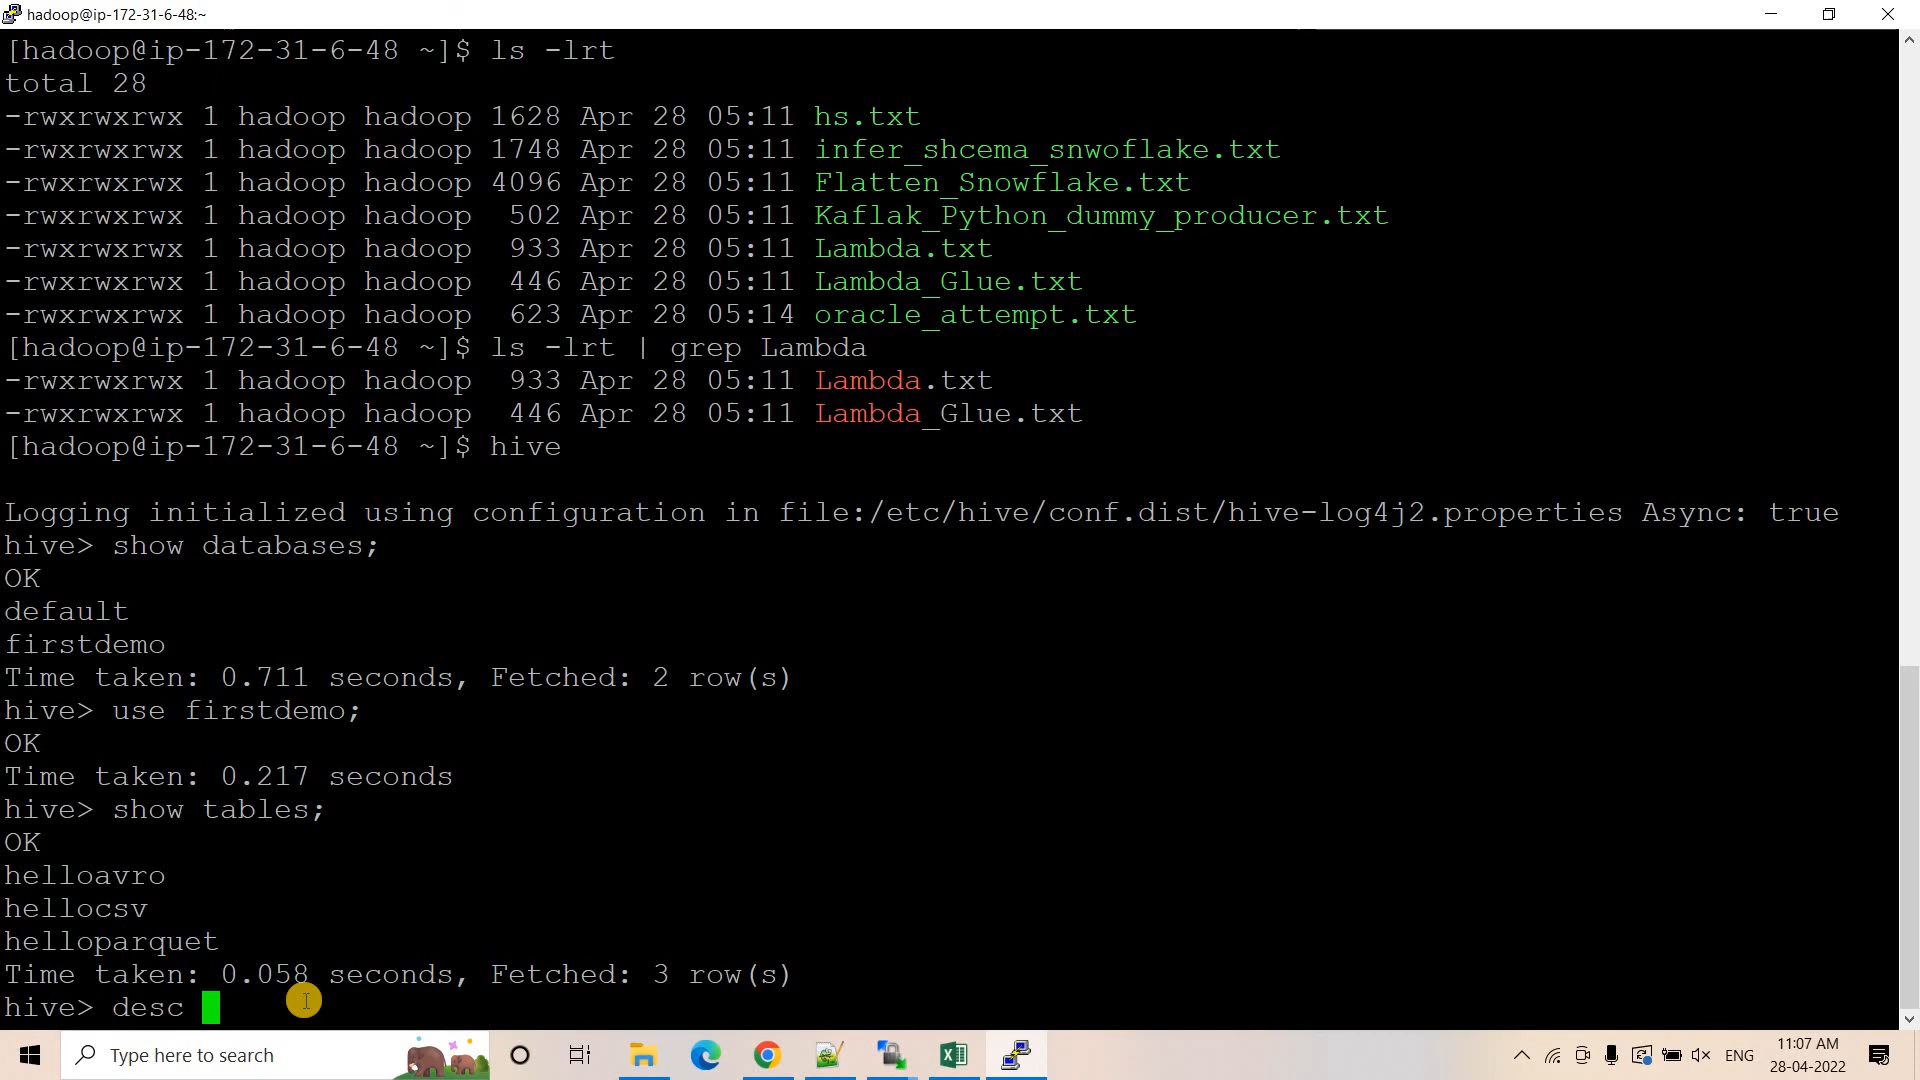 hadoop@ip-172-31-6-48:~
[hadoop@ip-172-31-6-48 ~]$ ls -lrt
total 28
-rwxrwxrwx 1 hadoop hadoop 1628 Apr 28 05:11 hs.txt
-rwxrwxrwx 1 hadoop hadoop 1748 Apr 28 05:11 infer_shcema_snwoflake.txt
-rwxrwxrwx 1 hadoop hadoop 4096 Apr 28 05:11 Flatten_Snowflake.txt
-rwxrwxrwx 1 hadoop hadoop  502 Apr 28 05:11 Kaflak_Python_dummy_producer.txt
-rwxrwxrwx 1 hadoop hadoop  933 Apr 28 05:11 Lambda.txt
-rwxrwxrwx 1 hadoop hadoop  446 Apr 28 05:11 Lambda_Glue.txt
-rwxrwxrwx 1 hadoop hadoop  623 Apr 28 05:14 oracle_attempt.txt
[hadoop@ip-172-31-6-48 ~]$ ls -lrt | grep Lambda
-rwxrwxrwx 1 hadoop hadoop  933 Apr 28 05:11 Lambda.txt
-rwxrwxrwx 1 hadoop hadoop  446 Apr 28 05:11 Lambda_Glue.txt
[hadoop@ip-172-31-6-48 ~]$ hive
Logging initialized using configuration in file:/etc/hive/conf.dist/hive-log4j2.properties Async: true
hive> show databases;
OK
default
firstdemo
Time taken: 0.711 seconds, Fetched: 2 row(s)
hive> use firstdemo;
OK
Time taken: 0.217 seconds
hive> show tables;
OK
helloavro
hellocsv
helloparquet
Time taken: 0.058 seconds, Fetched: 3 row(s)
hive> desc
Type here to search
ENG
11:07 AM
28-04-2022